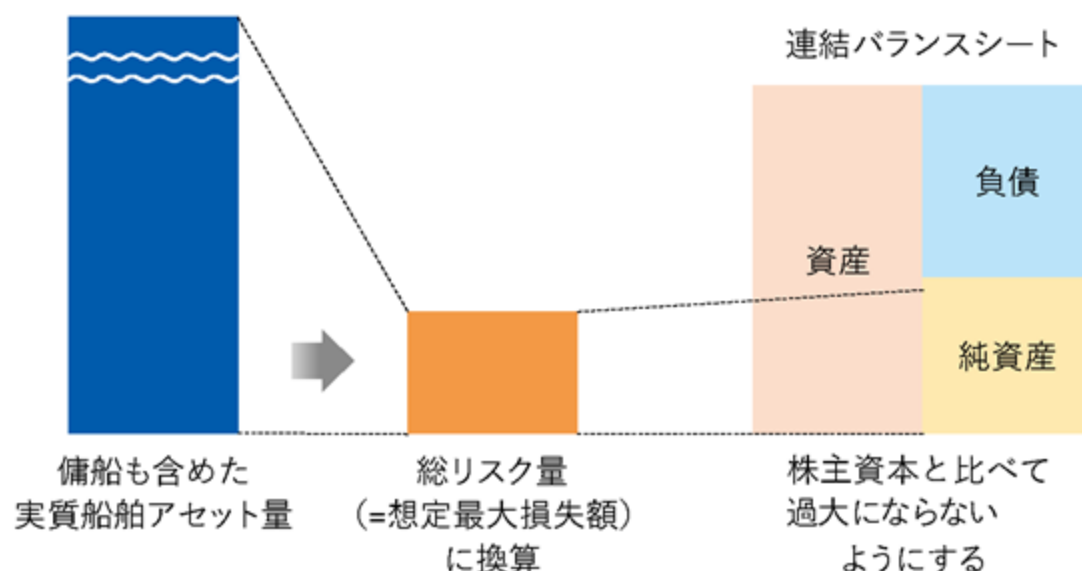 連結バランスシート
負債
資産
純資産
傭船も含めた
実質船舶アセット量
総リスク量
(=想定最大損失額)
に換算
株主資本と比べて
過大にならない
ようにする